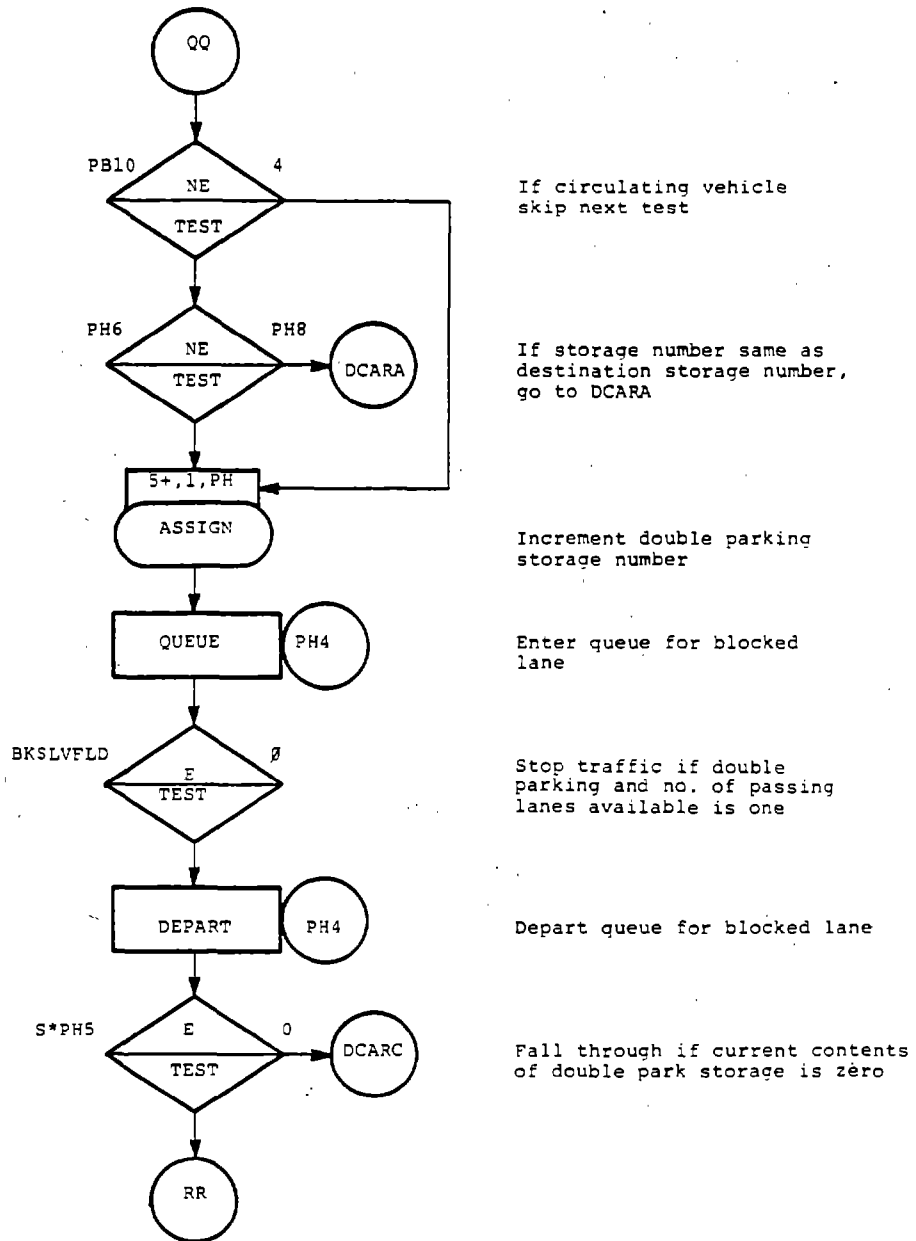 QQ
PB10 4
NE
TEST
If circulating vehicle
skip next test
PH6 PH8
NE
TEST
DCARA
If storage number same as
destination storage number,
go to DCARA
5+,1,PH
ASSIGN
Increment double parking
storage number
QUEUE
PH4
Enter queue for blocked
lane
BKSLVFLD Ø
E
TEST
Stop traffic if double
parking and no. of passing
lanes available is one
DEPART
PH4
Depart queue for blocked lane
S*PH5 0
E
TEST
DCARC
Fall through if current contents
of double park storage is zero
RR